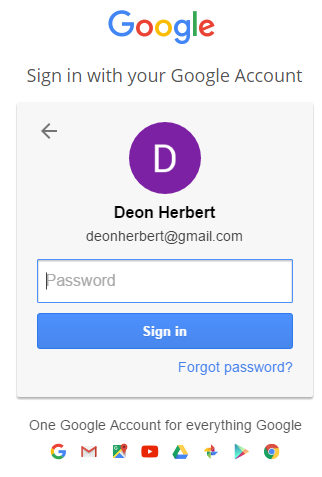 Google
Sign in with your Google Account
D
Deon Herbert
deonherbert@gmail.com
Password
Sign in
Forgot password?
One Google Account for everything Google